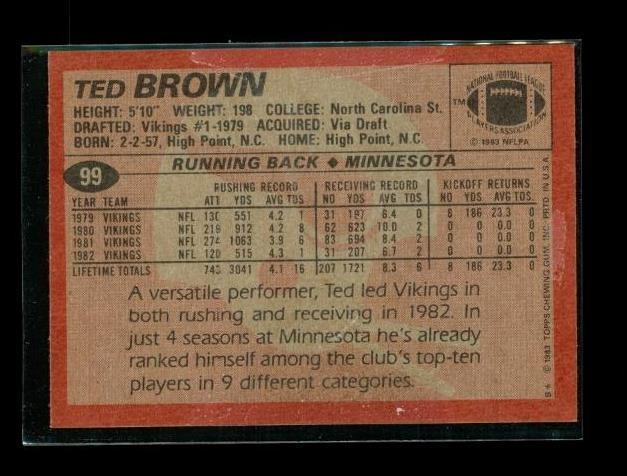 TED BROWN
HEIGHT: 5'10" WEIGHT: 198 COLLEGE: North Carolina St.
DRAFTED: Vikings #1-1979 ACQUIRED: Via Draft
BORN: 2-2-57, High Point, N.C. HOME: High Point, N.C.
NATIONAL FOOTBALL LEAGUE
PLAYERS ASSOCIATION
TM
© 1983 NFLPA
99
RUNNING BACK ◆ MINNESOTA
RUSHING RECORD RECEIVING RECORD KICKOFF RETURNS
YEAR TEAM ATT YDS AVG TDS NO YDS AVG TDS NO YDS AVG TDS
1979 VIKINGS NFL 130 551 4.2 1 31 197 6.4 0 8 186 23.3 0
1980 VIKINGS NFL 219 912 4.2 8 62 623 10.0 2 0 0 0.0 0
1981 VIKINGS NFL 274 1063 3.9 6 83 694 8.4 2 0 0 0.0 0
1982 VIKINGS NFL 120 515 4.3 1 31 207 6.7 2 0 0 0.0 0
LIFETIME TOTALS 743 3041 4.1 16 207 1721 8.3 6 8 186 23.3 0
A versatile performer, Ted led Vikings in
both rushing and receiving in 1982. In
just 4 seasons at Minnesota he's already
ranked himself among the club's top-ten
players in 9 different categories.
B* © 1983 TOPPS CHEWING GUM, INC. PRTD. IN U.S.A.